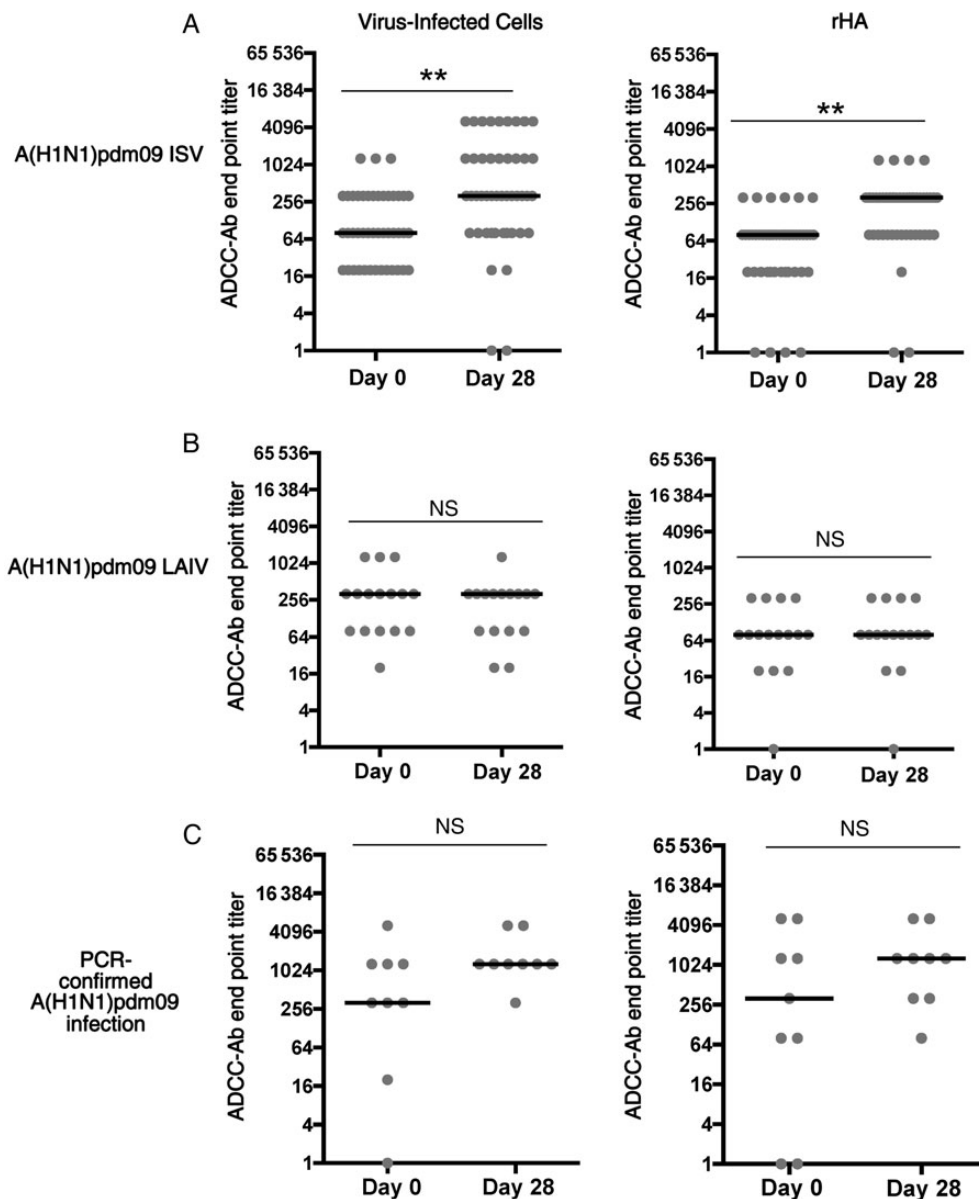 A
Virus-Infected Cells
rHA
A(H1N1)pdm09 ISV
ADCC-Ab end point titer
65 536
16 384
4096
1024
256
64
16
4
1
**
Day 0
Day 28
ADCC-Ab end point titer
65 536
16 384
4096
1024
256
64
16
4
1
**
Day 0
Day 28
B
A(H1N1)pdm09 LAIV
ADCC-Ab end point titer
65 536
16 384
4096
1024
256
64
16
4
1
NS
Day 0
Day 28
ADCC-Ab end point titer
65 536
16 384
4096
1024
256
64
16
4
1
NS
Day 0
Day 28
C
PCR-
confirmed
A(H1N1)pdm09
infection
ADCC-Ab end point titer
65 536
16 384
4096
1024
256
64
16
4
1
NS
Day 0
Day 28
ADCC-Ab end point titer
65 536
16 384
4096
1024
256
64
16
4
1
NS
Day 0
Day 28